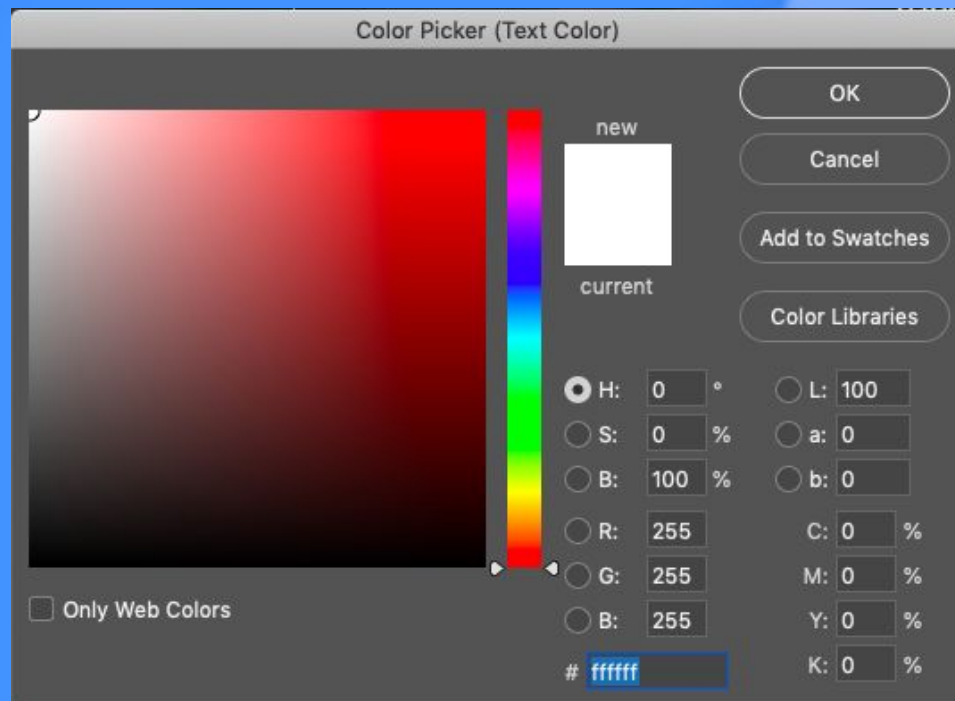 Color Picker (Text Color)
OK
new
Cancel
Add to Swatches
current
Color Libraries
H: 0 °
L: 100
S: 0 %
a: 0
B: 100 %
b: 0
R: 255
C: 0 %
G: 255
M: 0 %
Only Web Colors
B: 255
Y: 0 %
# ffffff
K: 0 %